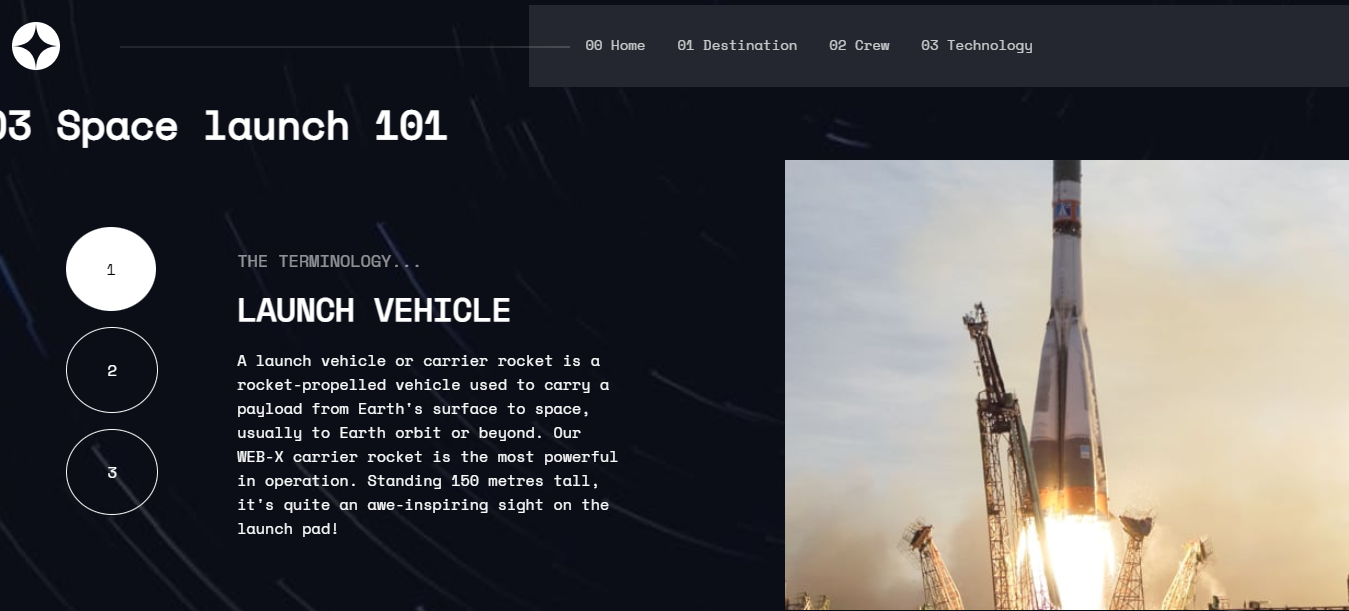 00 Home 01 Destination 02 Crew 03 Technology
03 Space launch 101
1
2
3
THE TERMINOLOGY...
LAUNCH VEHICLE
A launch vehicle or carrier rocket is a
rocket-propelled vehicle used to carry a
payload from Earth's surface to space,
usually to Earth orbit or beyond. Our
WEB-X carrier rocket is the most powerful
in operation. Standing 150 metres tall,
it's quite an awe-inspiring sight on the
launch pad!